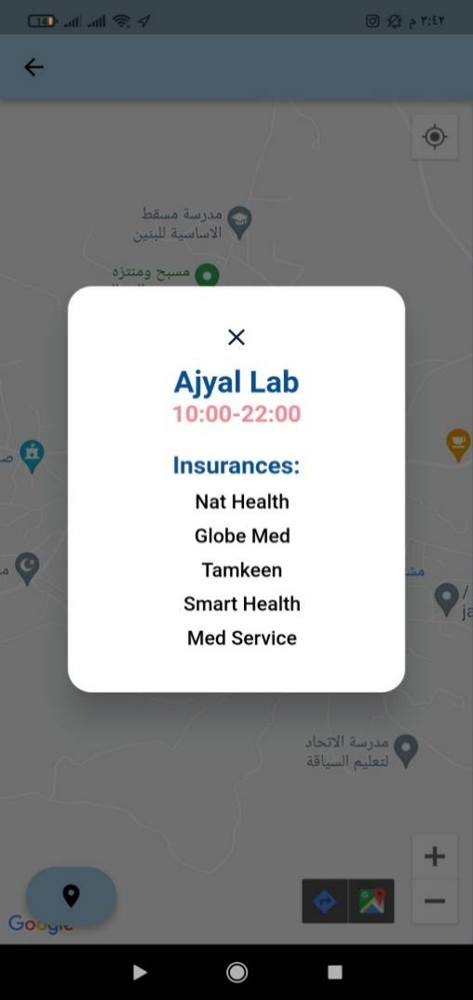 14
٣:٤٢ م
مدرسة مسقط
الاساسية للبنين
مسبح ومنتزه
Ajyal Lab
10:00-22:00
Insurances:
Nat Health
Globe Med
Tamkeen
Smart Health
Med Service
مدرسة الاتحاد
لتعليم السياقة
Google